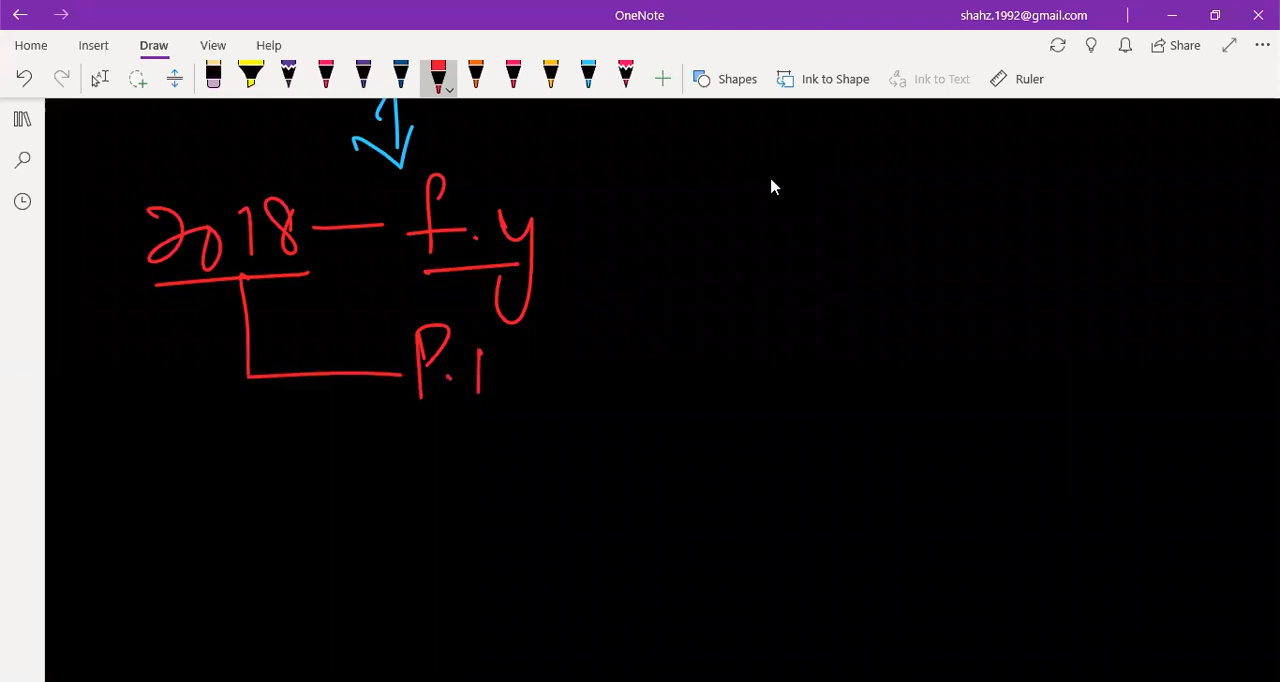 OneNote
shahz.1992@gmail.com
Home Insert Draw View Help
Share
Shapes Ink to Shape Ink to Text Ruler
2018 — f.y
P.I